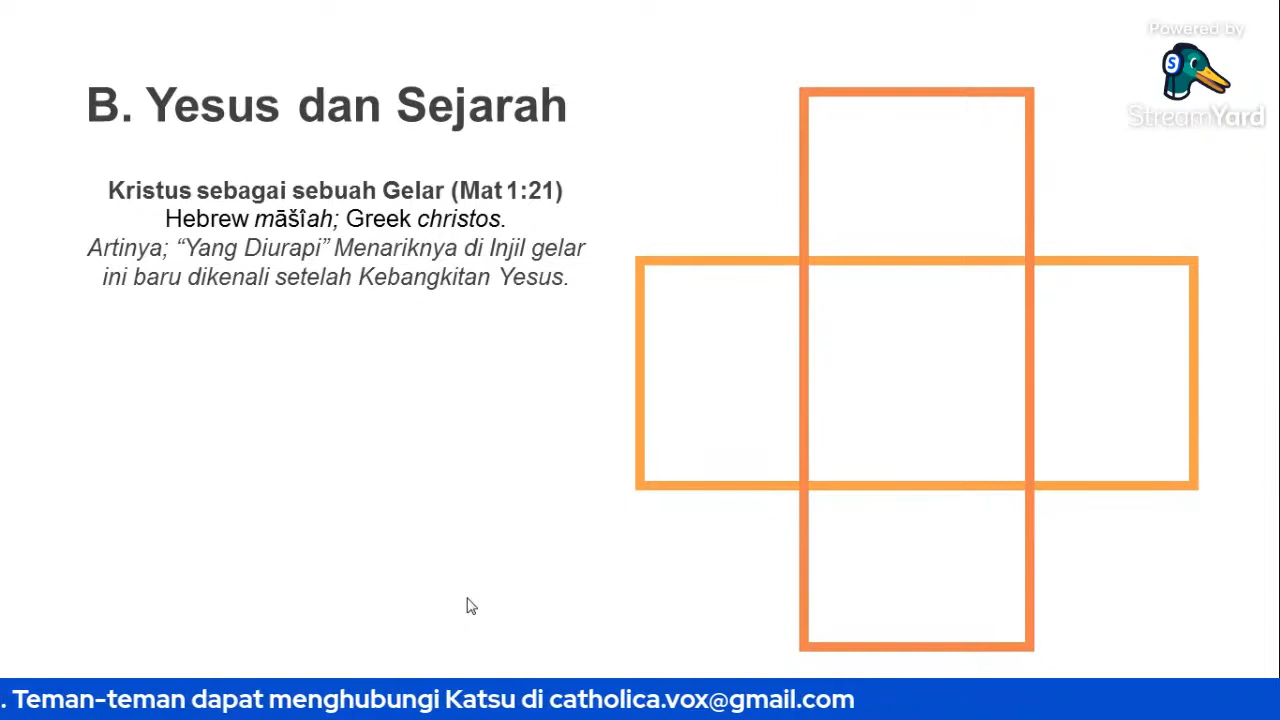 Powered by
S
StreamYard
B. Yesus dan Sejarah
Kristus sebagai sebuah Gelar (Mat 1:21)
Hebrew māšîah; Greek christos.
Artinya; “Yang Diurapi” Menariknya di Injil gelar
ini baru dikenali setelah Kebangkitan Yesus.
. Teman-teman dapat menghubungi Katsu di catholica.vox@gmail.com